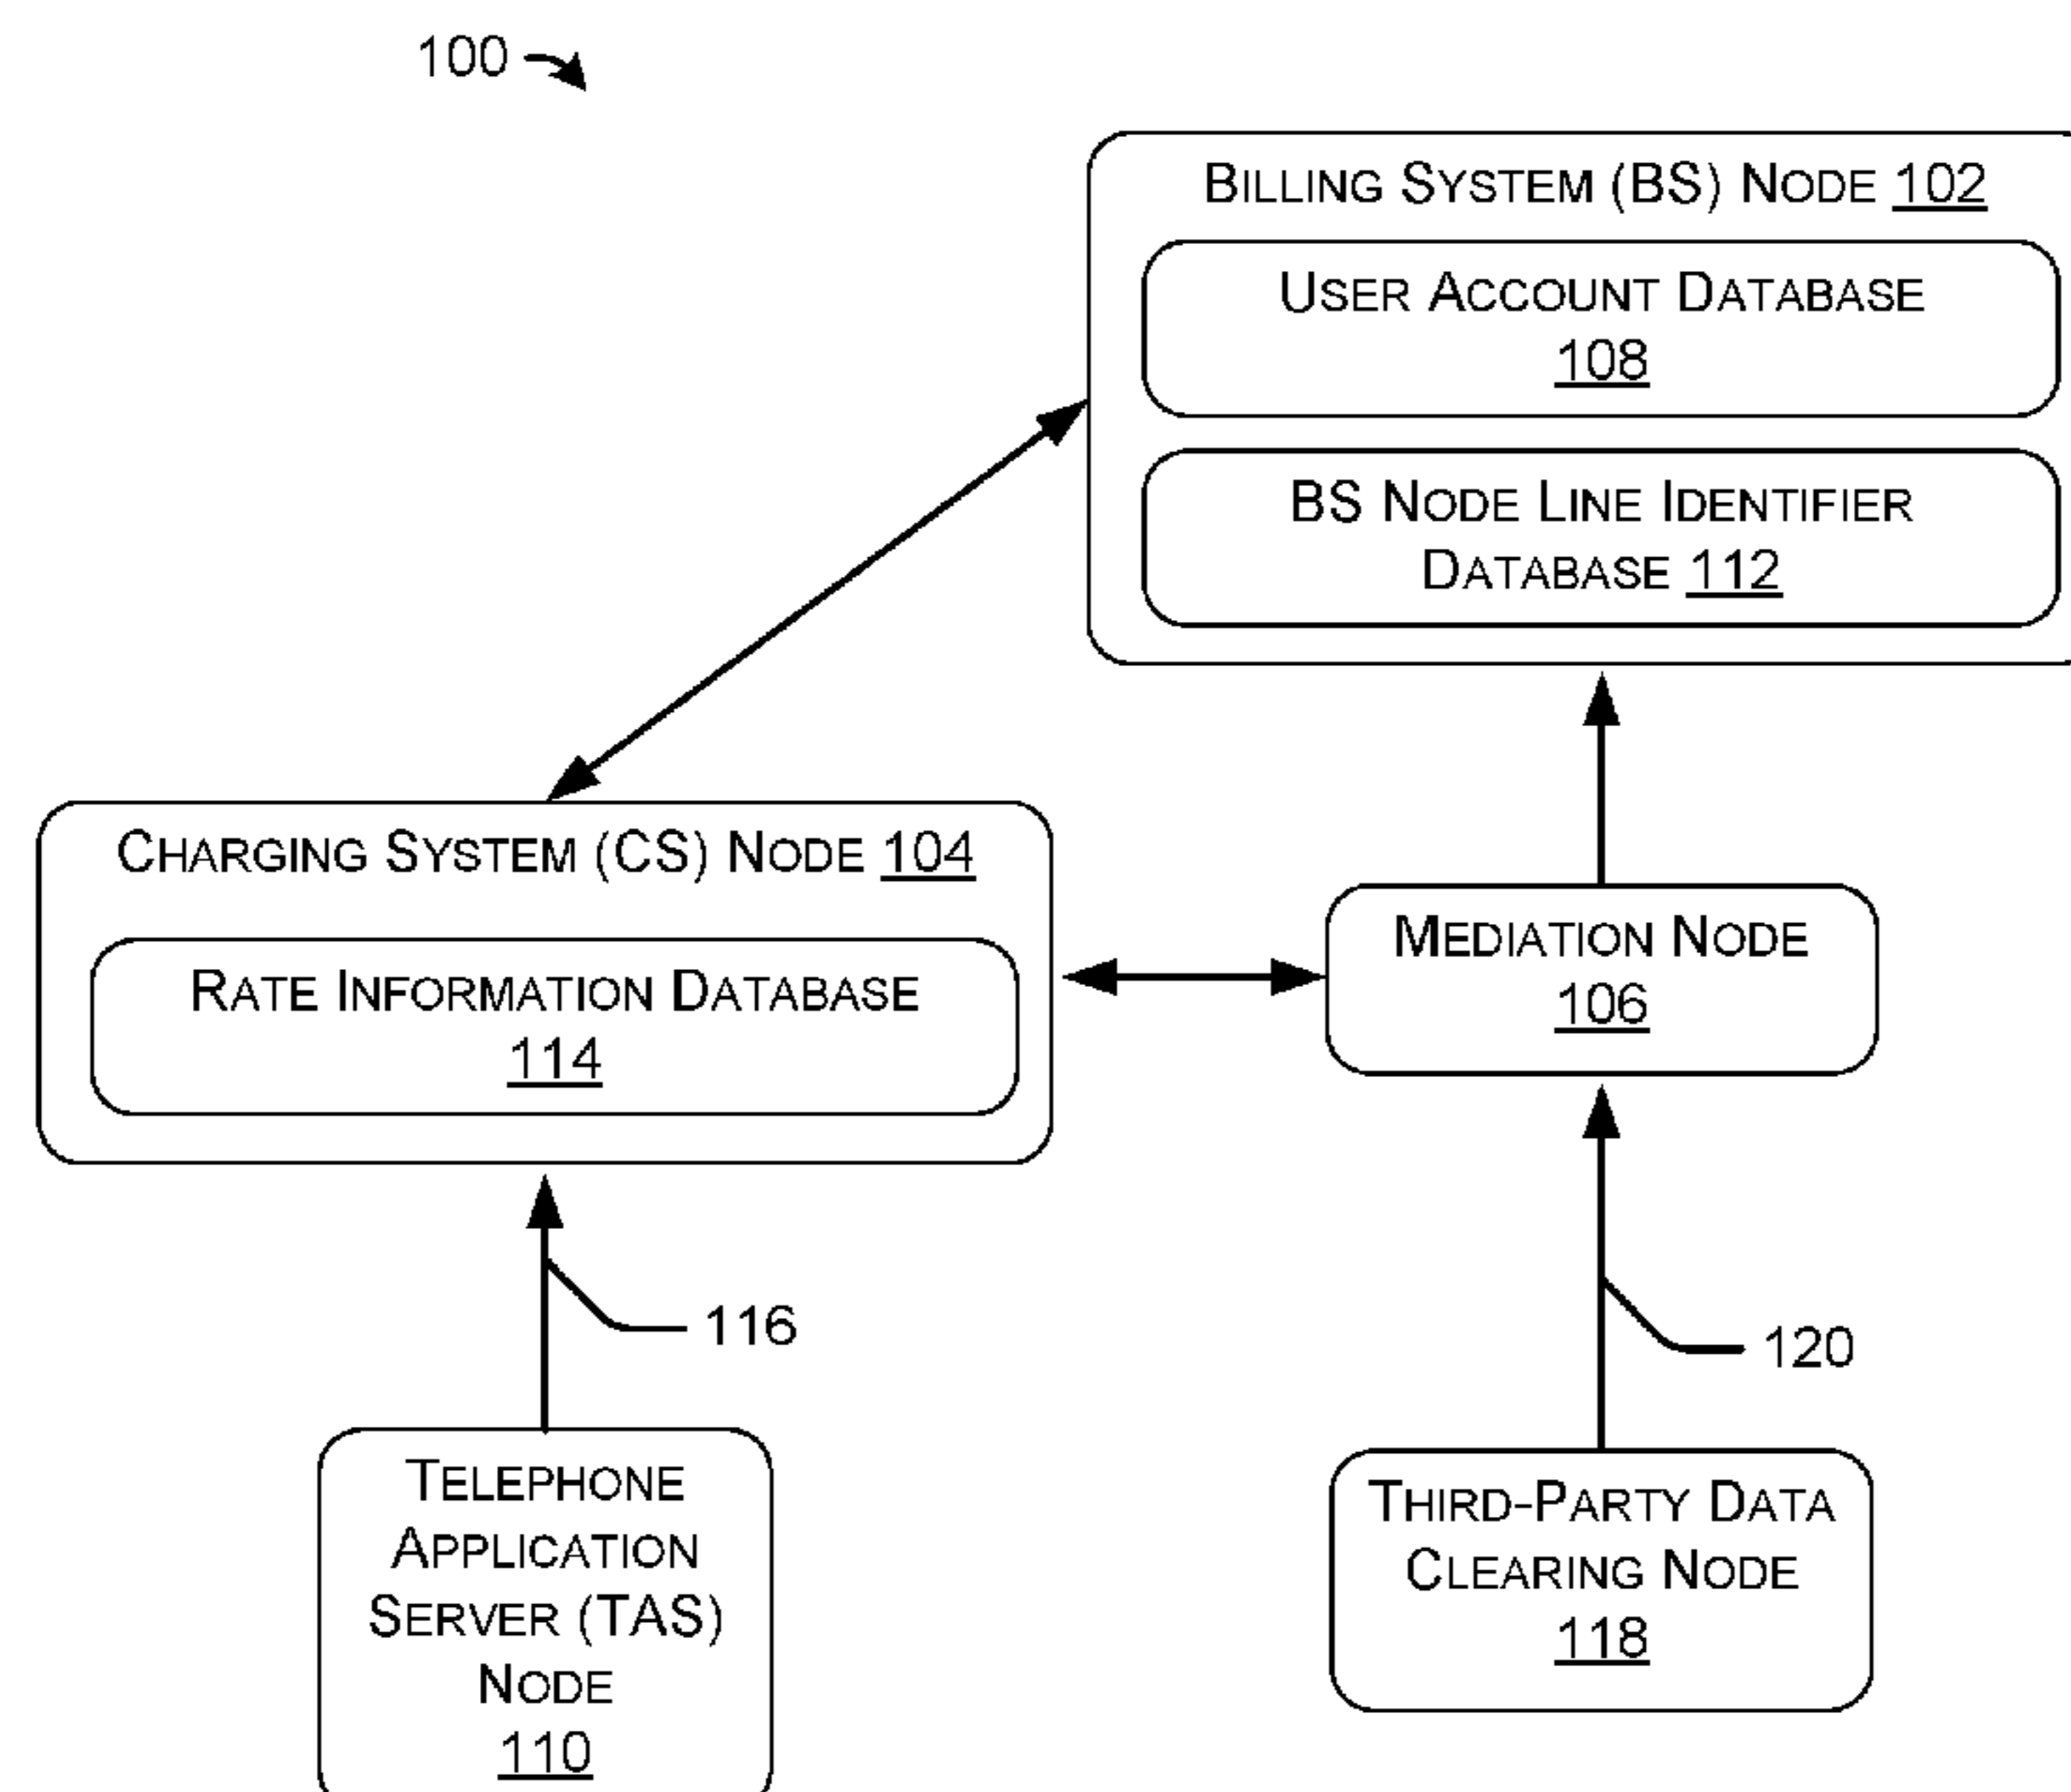 100
BILLING SYSTEM (BS) NODE 102
USER ACCOUNT DATABASE
108
BS NODE LINE IDENTIFIER
DATABASE 112
CHARGING SYSTEM (CS) NODE 104
RATE INFORMATION DATABASE
114
MEDIATION NODE
106
116
120
TELEPHONE
APPLICATION
SERVER (TAS)
NODE
110
THIRD-PARTY DATA
CLEARING NODE
118